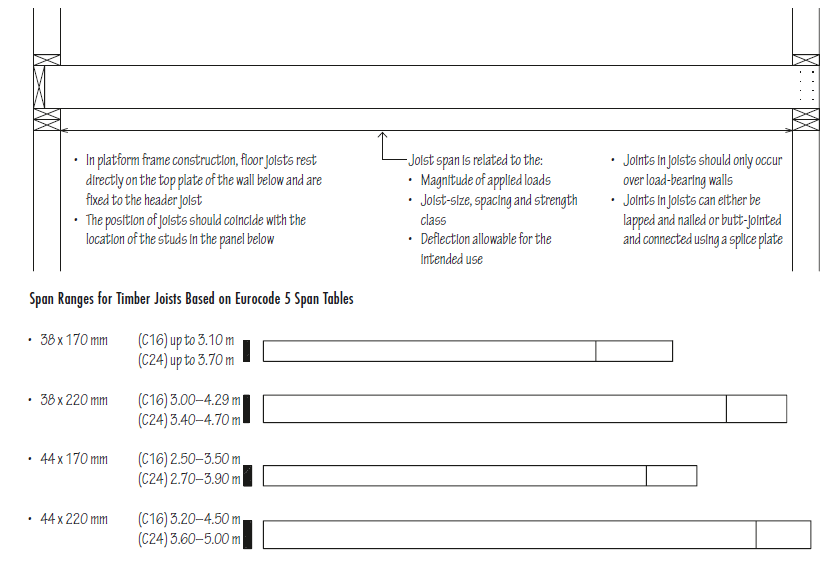 • In platform frame construction, floor joists rest
directly on the top plate of the wall below and are
fixed to the header joist
• The position of joists should coincide with the
location of the studs in the panel below
Joist span is related to the:
• Magnitude of applied loads
• Joist-size, spacing and strength
class
• Deflection allowable for the
intended use
• Joints in joists should only occur
over load-bearing walls
• Joints in joists can either be
lapped and nailed or butt-jointed
and connected using a splice plate
Span Ranges for Timber Joists Based on Eurocode 5 Span Tables
• 38 x 170 mm (C16) up to 3.10 m
(C24) up to 3.70 m
• 38 x 220 mm (C16) 3.00–4.29 m
(C24) 3.40–4.70 m
• 44 x 170 mm (C16) 2.50–3.50 m
(C24) 2.70–3.90 m
• 44 x 220 mm (C16) 3.20–4.50 m
(C24) 3.60–5.00 m